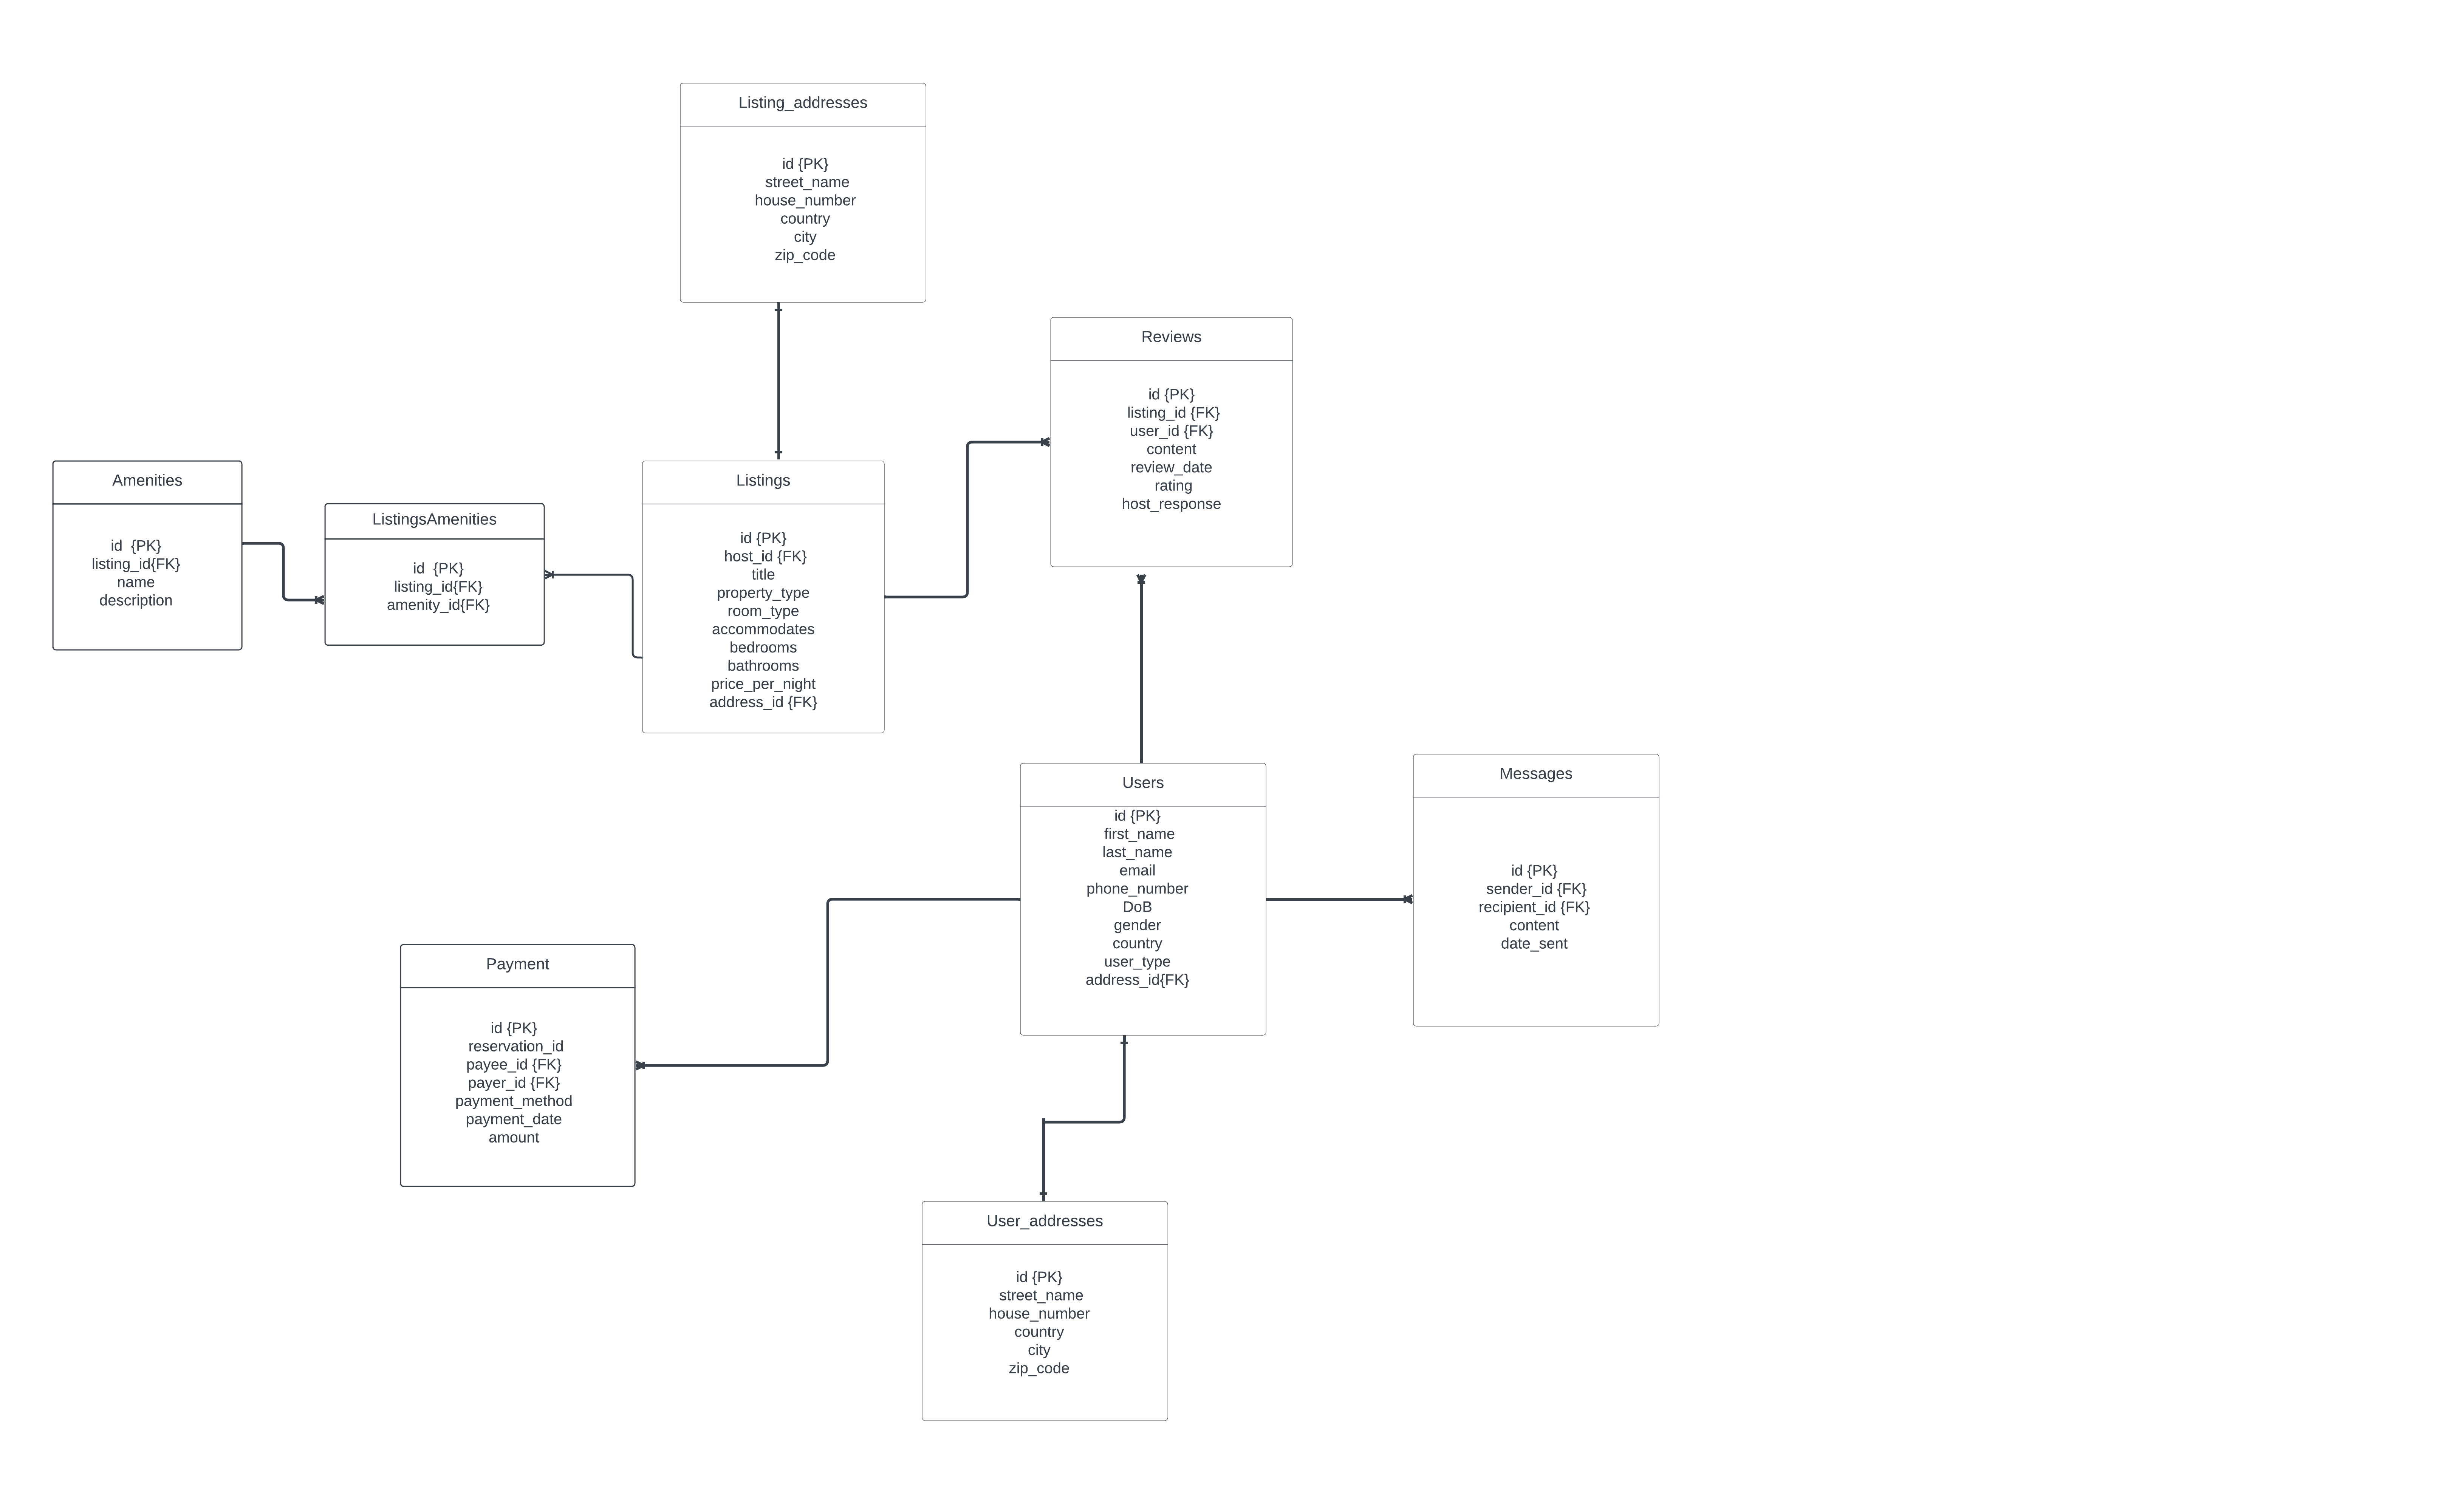 Listing_addresses
id {PK}
street_name
house_number
country
city
zip_code
Reviews
id {PK}
listing_id {FK}
user_id {FK}
content
review_date
rating
host_response
Amenities
id  {PK}
listing_id{FK}
name
description
ListingsAmenities
id  {PK}
listing_id{FK}
amenity_id{FK}
Listings
id {PK}
host_id {FK}
title
property_type
room_type
accommodates
bedrooms
bathrooms
price_per_night
address_id {FK}
Users
id {PK}
first_name
last_name
email
phone_number
DoB
gender
country
user_type
address_id{FK}
Messages
id {PK}
sender_id {FK}
recipient_id {FK}
content
date_sent
Payment
id {PK}
reservation_id
payee_id {FK}
payer_id {FK}
payment_method
payment_date
amount
User_addresses
id {PK}
street_name
house_number
country
city
zip_code